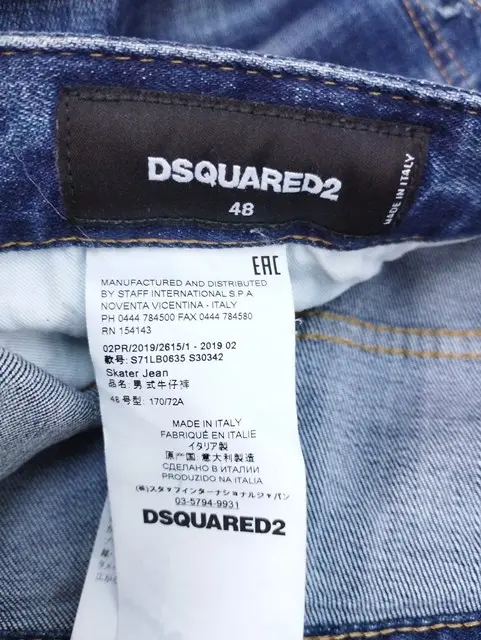 DSQUARED2
48
MADE IN ITALY
EAC
MANUFACTURED AND DISTRIBUTED
BY STAFF INTERNATIONAL S.P.A.
NOVENTA VICENTINA - ITALY
PH 0444 784500 FAX 0444 784580
RN 154143
02PR/2019/2615/1 - 2019 02
款号: S71LB0635 S30342
Skater Jean
品名: 男式牛仔裤
48 号型: 170/72A
MADE IN ITALY
FABRIQUÉ EN ITALIE
イタリア製
原产国: 意大利制造
СДЕЛАНО В ИТАЛИИ
PRODUZIDO NA ITALIA
(株)スタッフインターナショナルジャパン
03-5794-9931
DSQUARED2